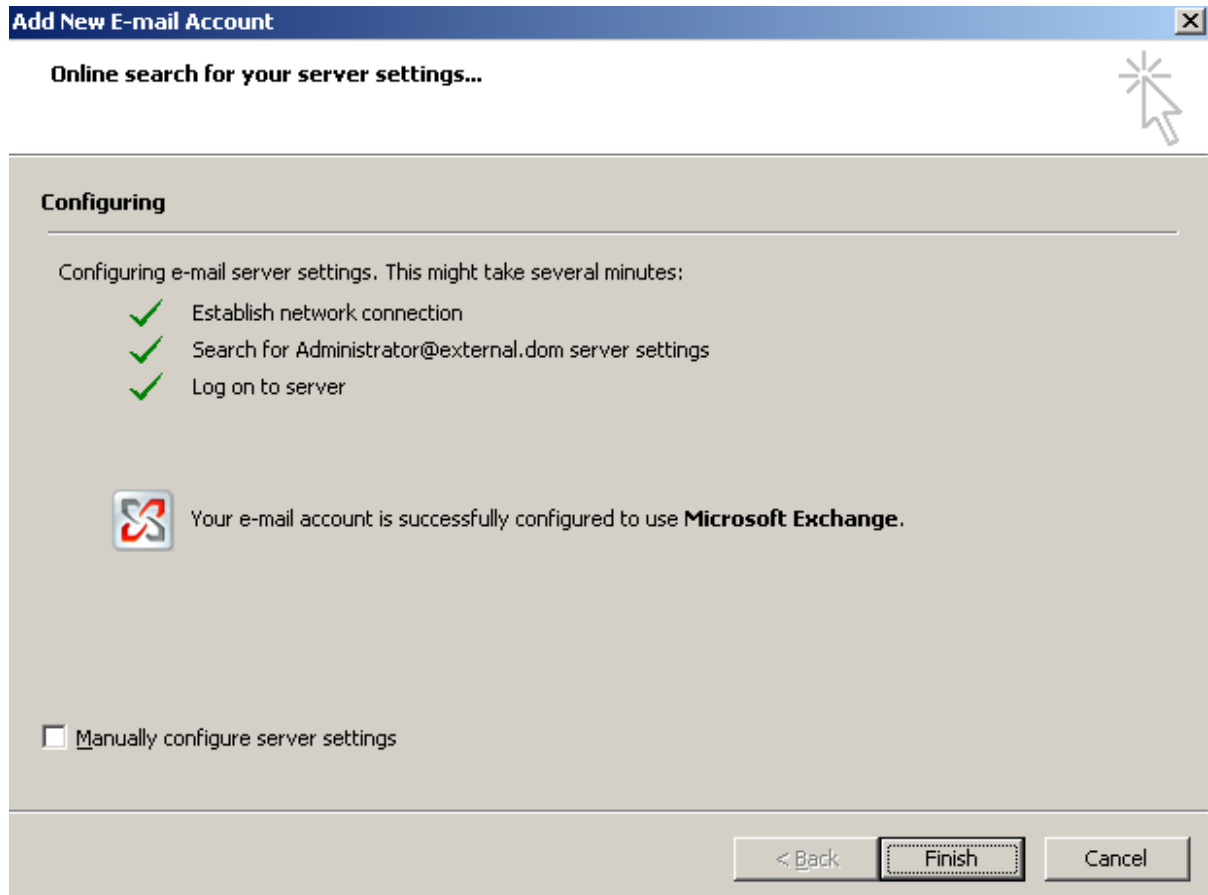 Add New E-mail Account
Online search for your server settings...
Configuring
Configuring e-mail server settings. This might take several minutes:
Establish network connection
Search for Administrator@external.dom server settings
Log on to server
Your e-mail account is successfully configured to use Microsoft Exchange.
Manually configure server settings
< Back
Finish
Cancel